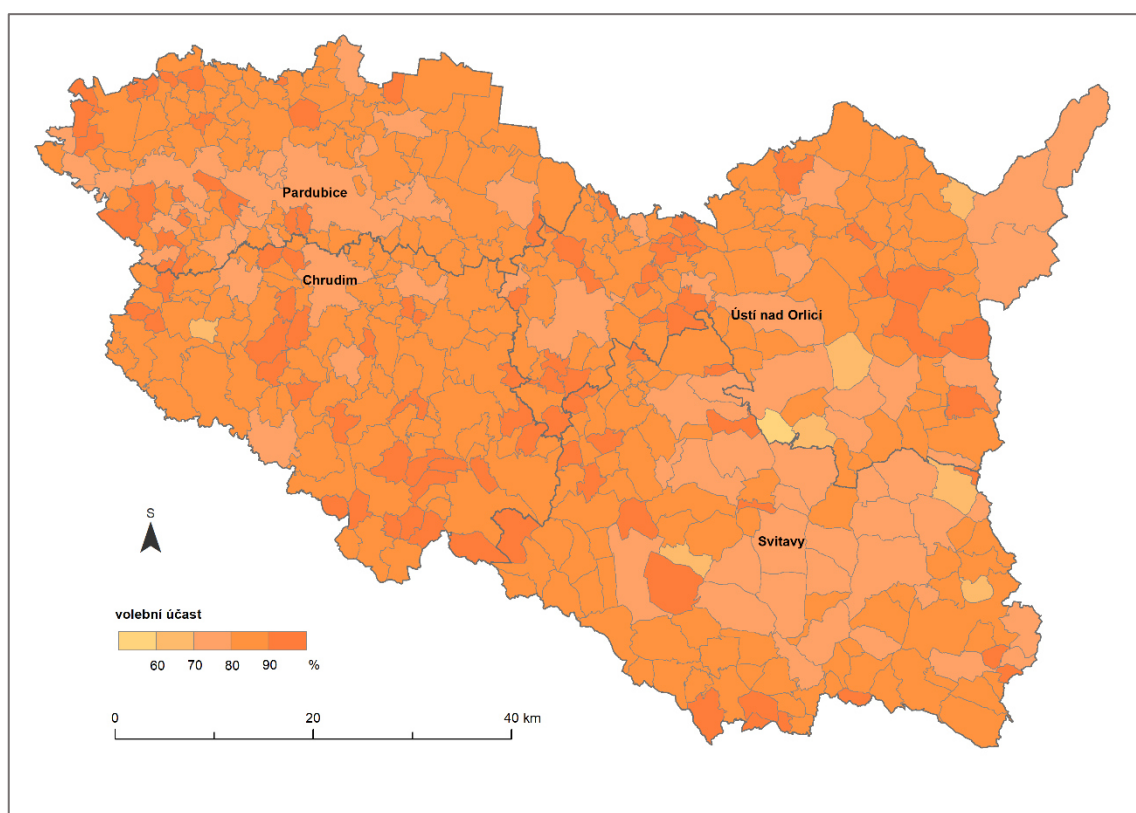 Pardubice
Chrudim
Ústí nad Orlicí
Svitavy
S
volební účast
60 70 80 90 %
0 20 40 km